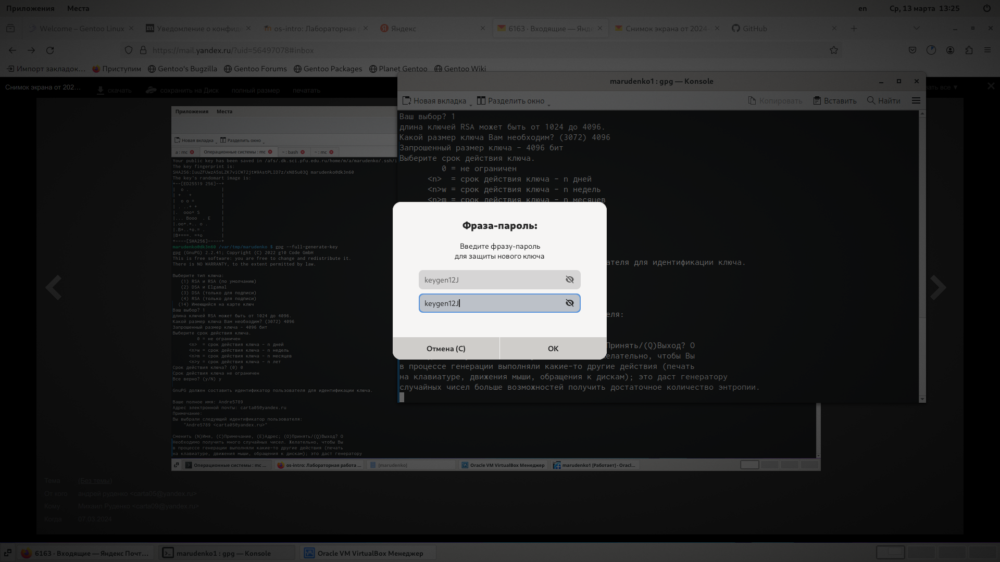 Приложения Места
en Ср, 13 марта 13:25
Welcome – Gentoo Linux
Уведомление о конфид
os-intro: Лабораторная
Яндекс
6163 · Входящие — Янде
Снимок экрана от 2024-
GitHub
https://mail.yandex.ru/?uid=56497078#inbox
Импорт закладок… Приступим Gentoo's Bugzilla Gentoo Forums Gentoo Packages Planet Gentoo Gentoo Wiki
Снимок экрана от 202… скачать сохранить на Диск полный размер печатать
ать все
marudenko1 : gpg — Konsole
Новая вкладка Разделить окно Копировать Вставить Найти
Ваш выбор? 1
длина ключей RSA может быть от 1024 до 4096.
Какой размер ключа Вам необходим? (3072) 4096
Запрошенный размер ключа - 4096 бит
Выберите срок действия ключа.
0 = не ограничен
<n>  = срок действия ключа - n дней
<n>w = срок действия ключа - n недель
<n>m = срок действия ключа - n месяцев
ателя для идентификации ключа.
еля:
Принять/(Q)Выход? O
елательно, чтобы Вы
в процессе генерации выполняли какие-то другие действия (печать
на клавиатуре, движения мыши, обращения к дискам); это даст генератору
случайных чисел больше возможностей получить достаточное количество энтропии.
Фраза-пароль:
Введите фразу-пароль
для защиты нового ключа
keygen12J
keygen12J
Отмена (С) OK
Приложения Места
Новая вкладка Разделить окно
a : mc Операционные системы : mc ~ : bash ~ : mc
Your public key has been saved in /afs/.dk.sci.pfu.edu.ru/home/m/a/marudenko/.ssh/i
The key fingerprint is:
SHA256:IuuZFUwzA5sLZK7viCW72jtW9AstPLID7z/xN85u03Q marudenko@dk3n60
The key's randomart image is:
+--[ED25519 256]--+
|  o .            |
| +   +           |
|  o o =          |
| . ..+ +         |
|.  ooo+ S        |
|... Booo  . E    |
|.oo+.+.. o .     |
|.B+..+o.= .      |
|B+===. =+o       |
+----[SHA256]-----+
marudenko@dk3n60 /var/tmp/marudenko $ gpg --full-generate-key
gpg (GnuPG) 2.2.41; Copyright (C) 2022 g10 Code GmbH
This is free software: you are free to change and redistribute it.
There is NO WARRANTY, to the extent permitted by law.
Выберите тип ключа:
(1) RSA и RSA (по умолчанию)
(2) DSA и Elgamal
(3) DSA (только для подписи)
(4) RSA (только для подписи)
(14) Имеющийся на карте ключ
Ваш выбор? 1
длина ключей RSA может быть от 1024 до 4096.
Какой размер ключа Вам необходим? (3072) 4096
Запрошенный размер ключа - 4096 бит
Выберите срок действия ключа.
0 = не ограничен
<n>  = срок действия ключа - n дней
<n>w = срок действия ключа - n недель
<n>m = срок действия ключа - n месяцев
<n>y = срок действия ключа - n лет
Срок действия ключа? (0) 0
Срок действия ключа не ограничен
Все верно? (y/N) y
GnuPG должен составить идентификатор пользователя для идентификации ключа.
Ваше полное имя: Andre5789
Адрес электронной почты: carta05@yandex.ru
Примечание:
Вы выбрали следующий идентификатор пользователя:
"Andre5789 <carta05@yandex.ru>"
Сменить (N)Имя, (C)Примечание, (E)Адрес; (O)Принять/(Q)Выход? O
Необходимо получить много случайных чисел. Желательно, чтобы Вы
в процессе генерации выполняли какие-то другие действия (печать
на клавиатуре, движения мыши, обращения к дискам); это даст генератору
Операционные системы : mc ... os-intro: Лабораторная работа ... [marudenko] Oracle VM VirtualBox Менеджер marudenko1 [Работает] - Oracl...
Тема (Без темы)
От кого андрей руденко <carta05@yandex.ru>
Кому Михаил Руденко <carta09@yandex.ru>
Когда 07.03.2024
6163 · Входящие — Яндекс Почт… marudenko1 : gpg — Konsole Oracle VM VirtualBox Менеджер